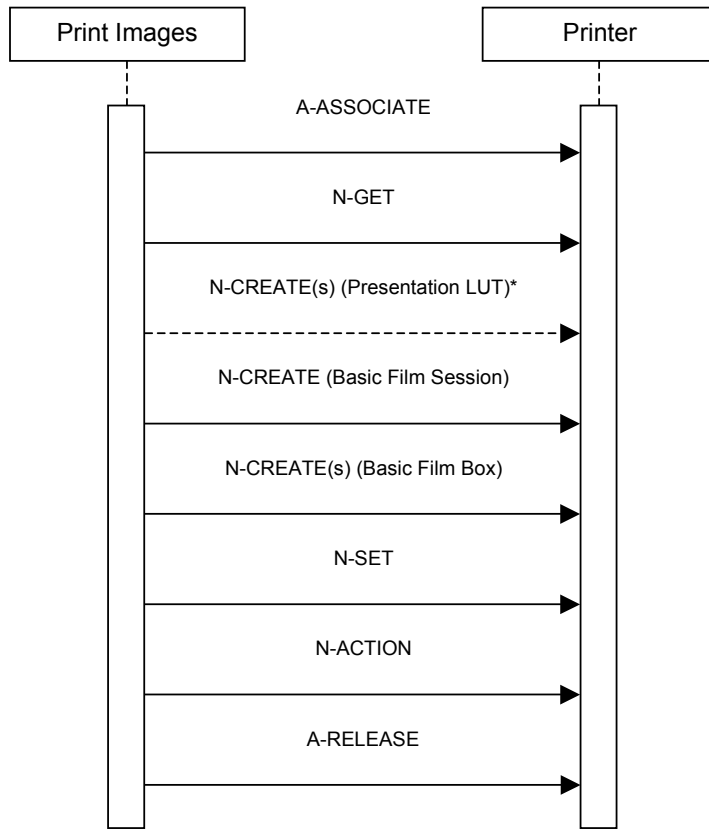 Print Images
Printer
A-ASSOCIATE
N-GET
N-CREATE(s) (Presentation LUT)*
N-CREATE (Basic Film Session)
N-CREATE(s) (Basic Film Box)
N-SET
N-ACTION
A-RELEASE